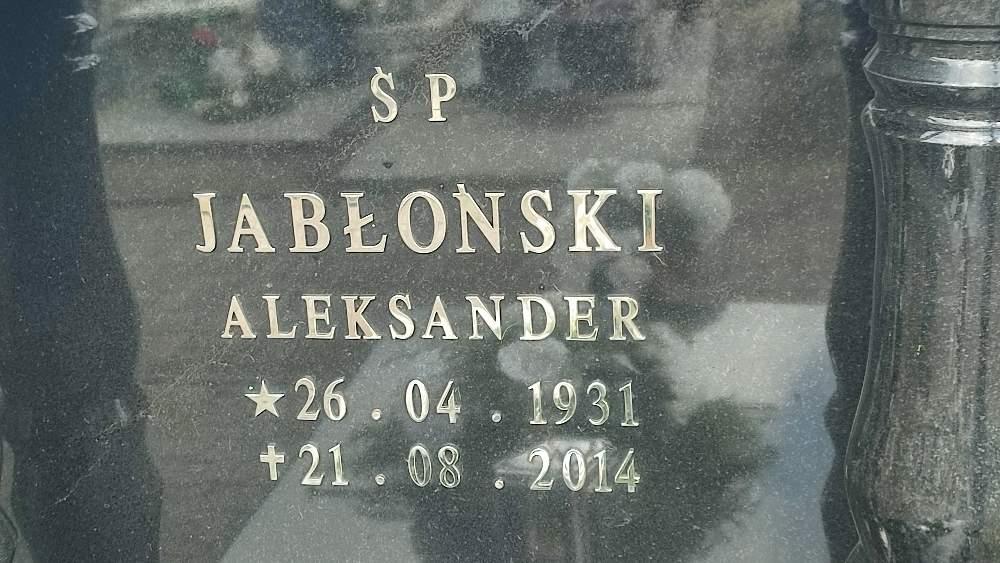 Ś P
JABŁOŃSKI
ALEKSANDER
★ 26 . 04 . 1931
✝ 21 . 08 . 2014